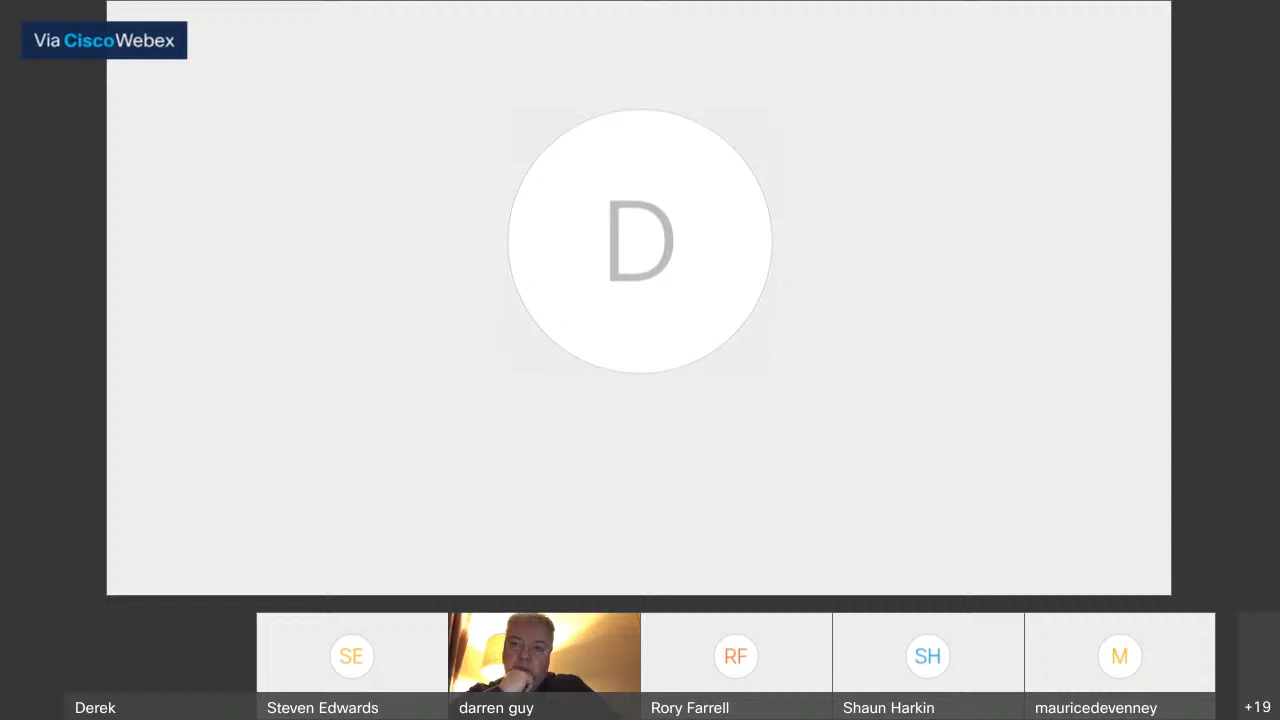 Via CiscoWebex
D
SE
RF
SH
M
Derek
Steven Edwards
darren guy
Rory Farrell
Shaun Harkin
mauricedevenney
+19